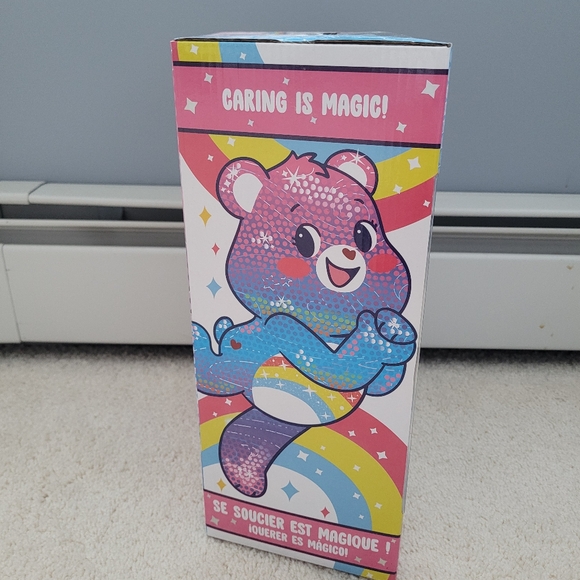 CARING IS MAGIC!
SE SOUCIER EST MAGIQUE !
¡QUERER ES MÁGICO!